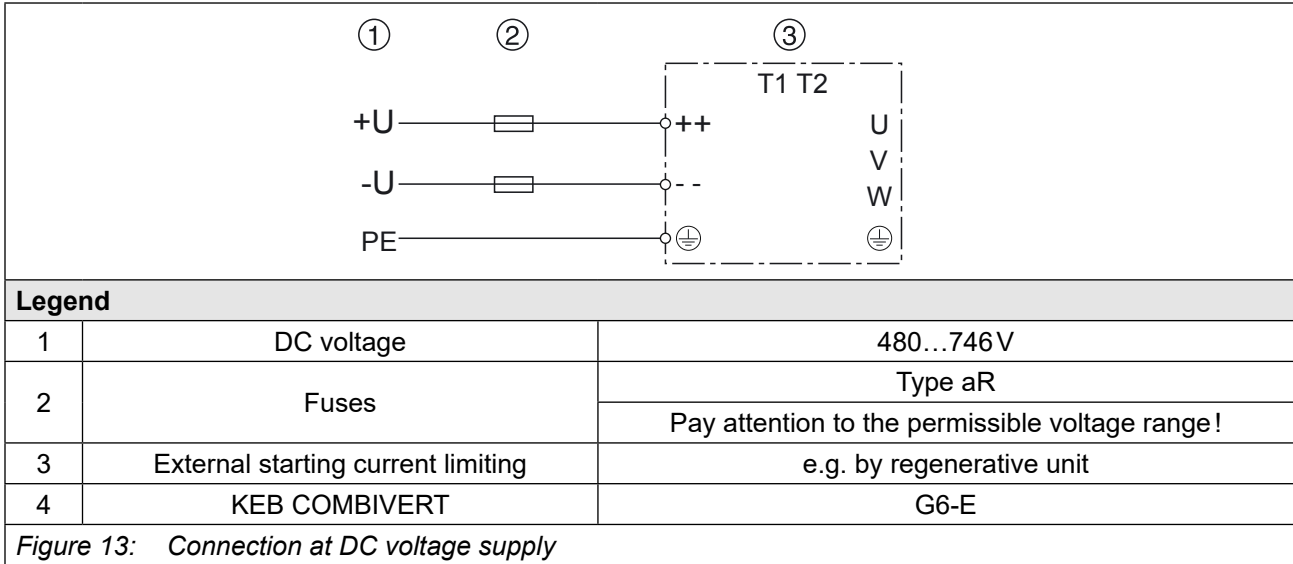 ① ② ③
T1 T2
+U ++ U
V
-U - - W
PE
Legend
1 DC voltage 480…746V
2 Fuses Type aR
Pay attention to the permissible voltage range!
3 External starting current limiting e.g. by regenerative unit
4 KEB COMBIVERT G6-E
Figure 13: Connection at DC voltage supply